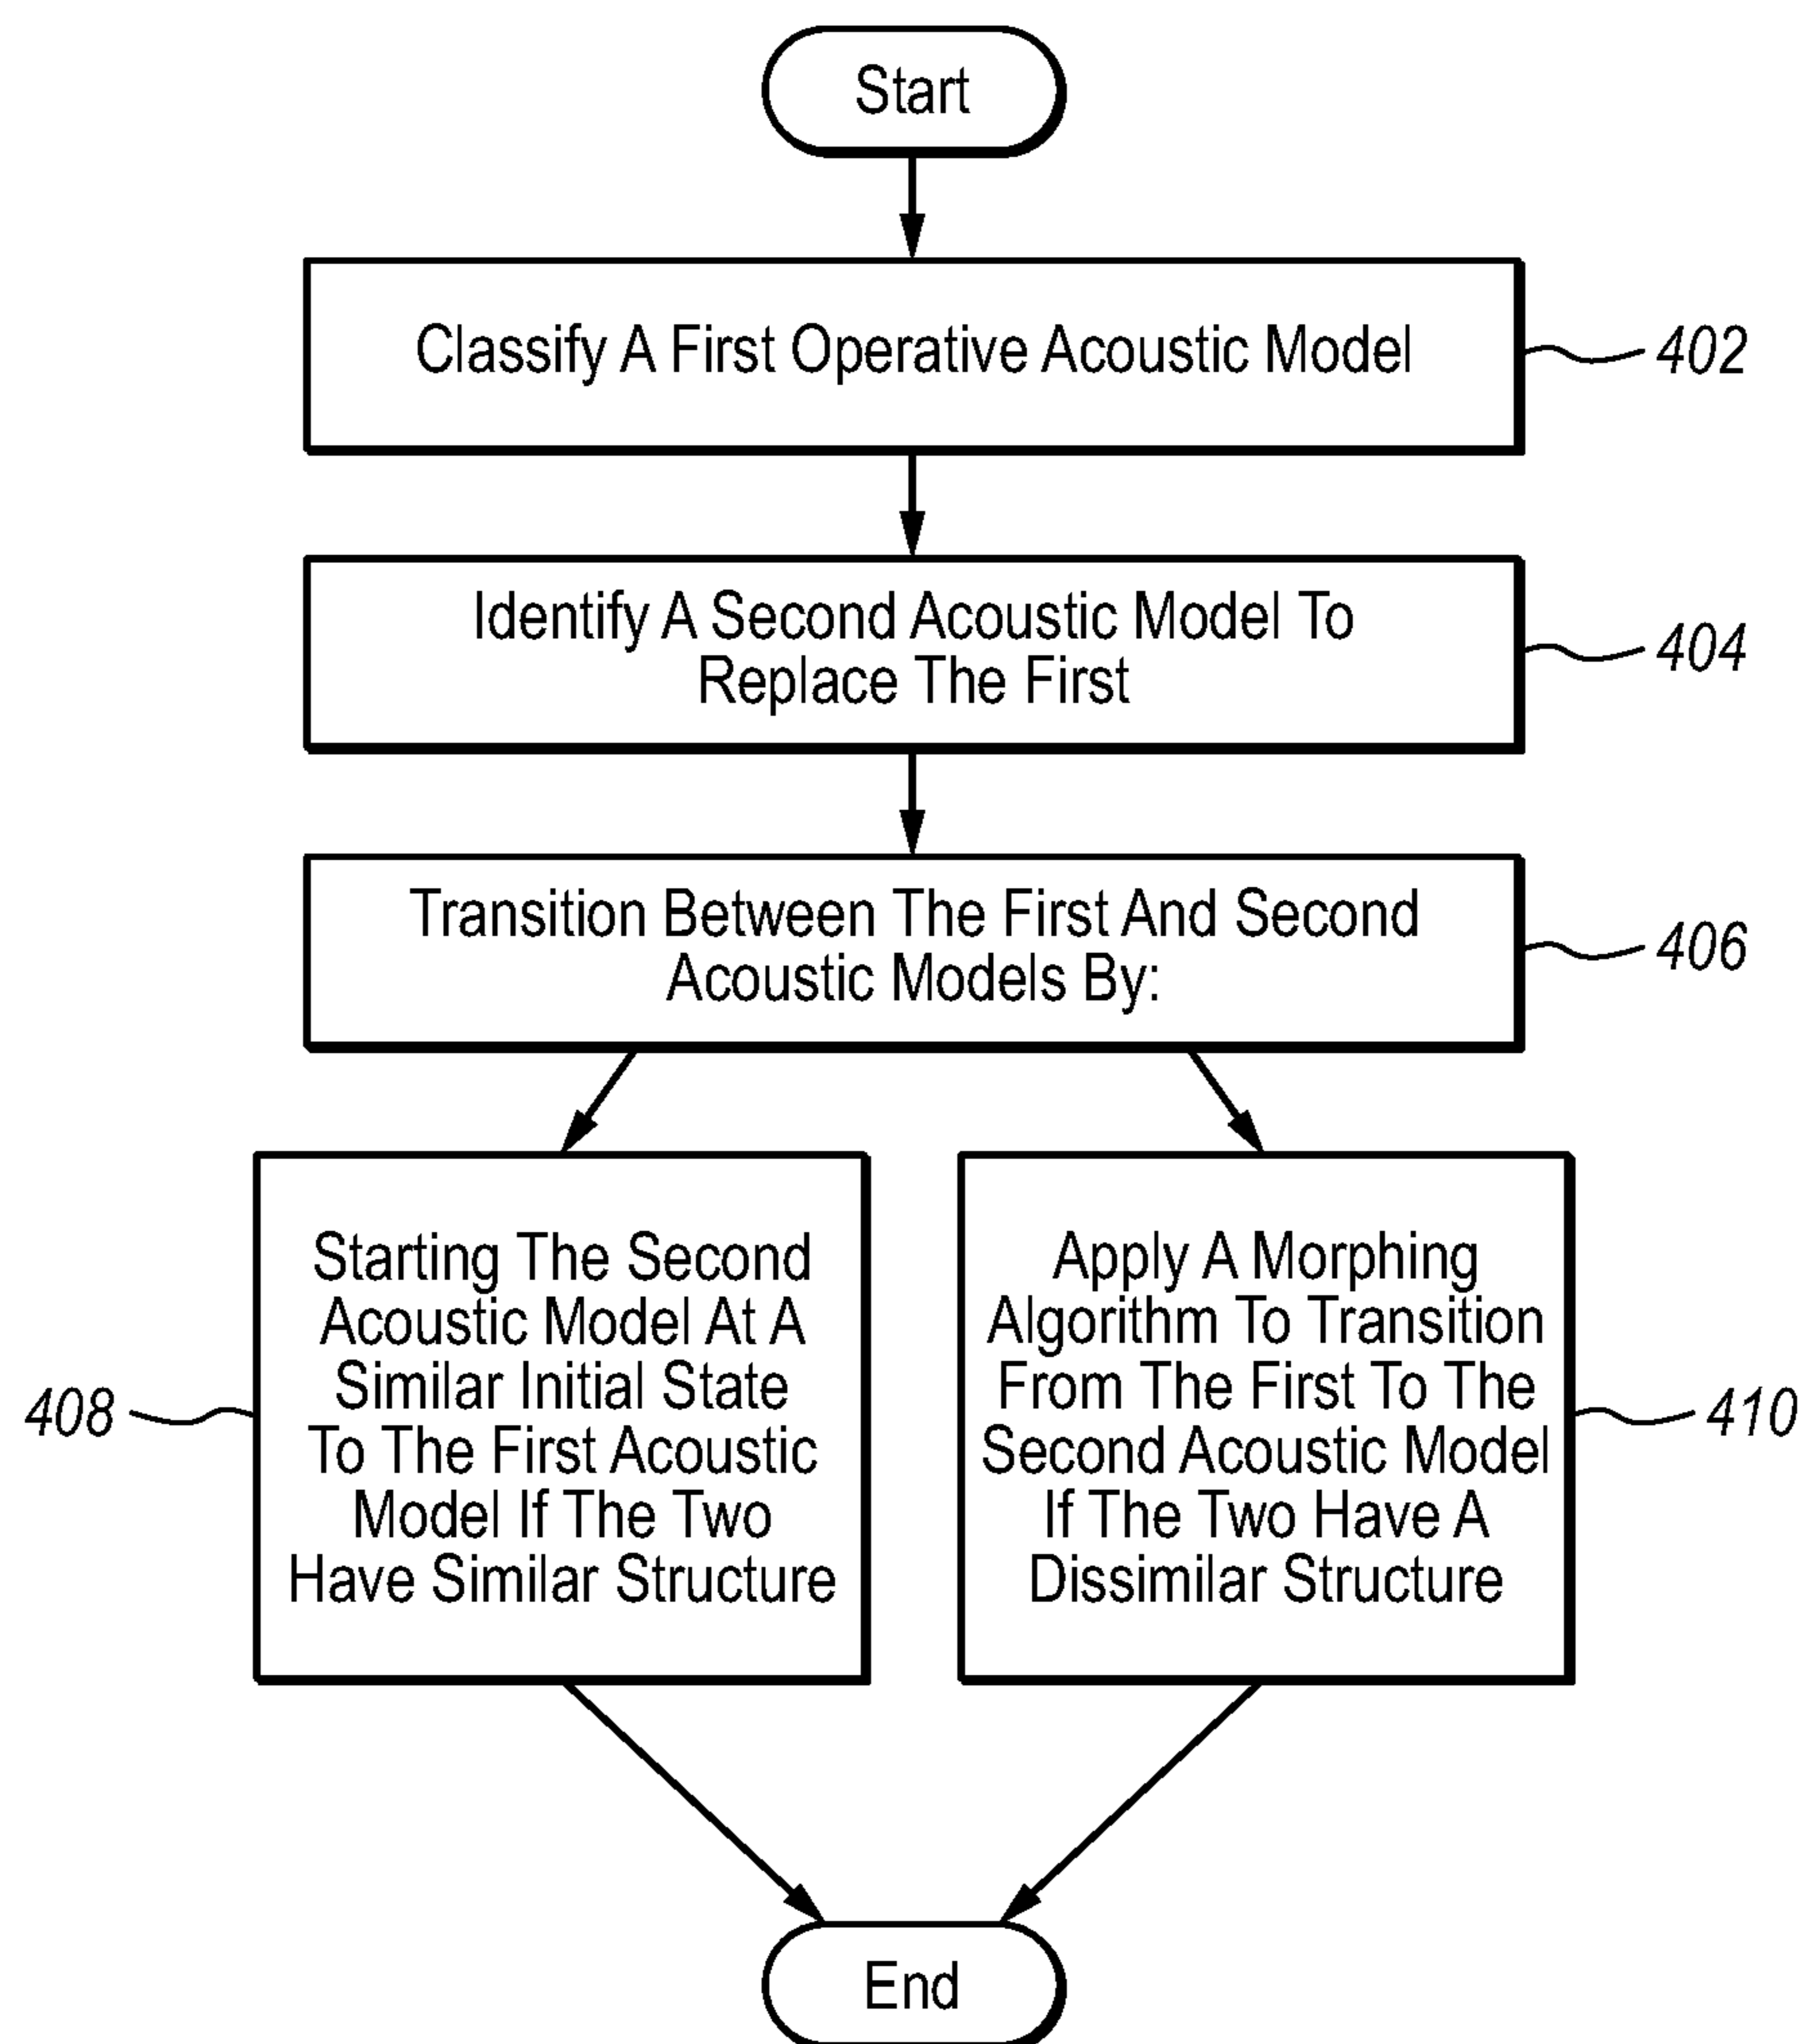 Start
Classify A First Operative Acoustic Model
402
Identify A Second Acoustic Model To
Replace The First
404
Transition Between The First And Second
Acoustic Models By:
406
Starting The Second
Acoustic Model At A
Similar Initial State
To The First Acoustic
Model If The Two
Have Similar Structure
408
Apply A Morphing
Algorithm To Transition
From The First To The
Second Acoustic Model
If The Two Have A
Dissimilar Structure
410
End